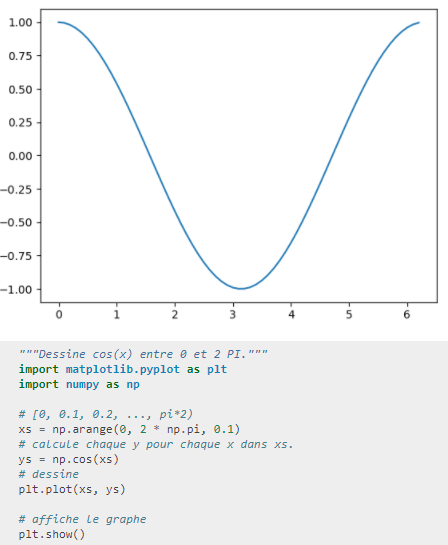 1.00
0.75
0.50
0.25
0.00
−0.25
−0.50
−0.75
−1.00
0 1 2 3 4 5 6
"""Dessine cos(x) entre 0 et 2 PI."""
import matplotlib.pyplot as plt
import numpy as np
# [0, 0.1, 0.2, ..., pi*2)
xs = np.arange(0, 2 * np.pi, 0.1)
# calcule chaque y pour chaque x dans xs.
ys = np.cos(xs)
# dessine
plt.plot(xs, ys)
# affiche le graphe
plt.show()